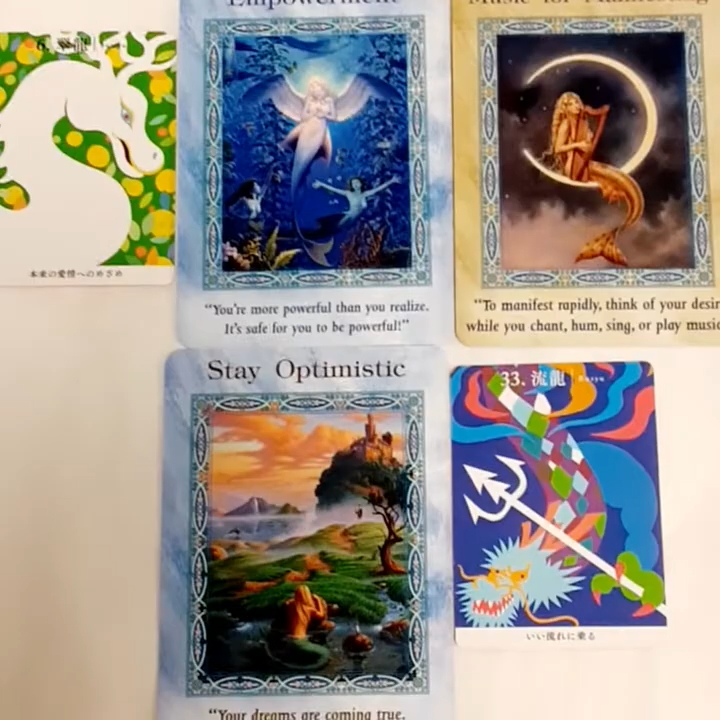 Empowerment
Music for Manifesting
本来の愛情へのめざめ
“You're more powerful than you realize.
It's safe for you to be powerful!”
“To manifest rapidly, think of your desir
while you chant, hum, sing, or play music
Stay Optimistic
33. 流龍
いい流れに乗る
“Your dreams are coming true.